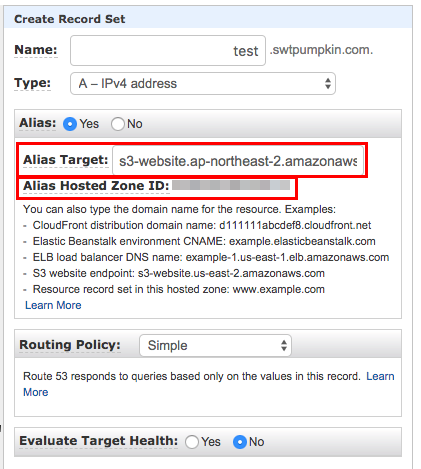 Create Record Set
Name: test .swtpumpkin.com.
Type: A – IPv4 address
Alias: Yes No
Alias Target: s3-website.ap-northeast-2.amazonaws
Alias Hosted Zone ID:
You can also type the domain name for the resource. Examples:
- CloudFront distribution domain name: d111111abcdef8.cloudfront.net
- Elastic Beanstalk environment CNAME: example.elasticbeanstalk.com
- ELB load balancer DNS name: example-1.us-east-1.elb.amazonaws.com
- S3 website endpoint: s3-website.us-east-2.amazonaws.com
- Resource record set in this hosted zone: www.example.com
Learn More
Routing Policy: Simple
Route 53 responds to queries based only on the values in this record. Learn
More
Evaluate Target Health: Yes No